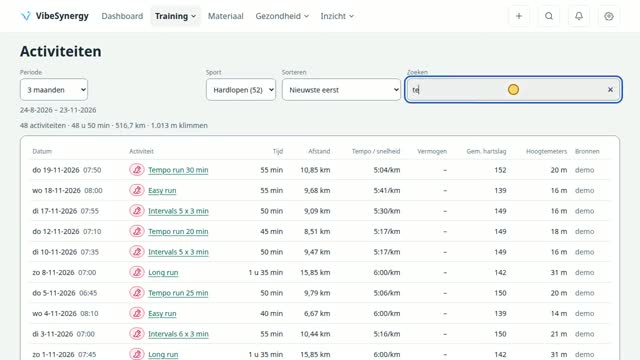 VibeSynergy Dashboard Training Materiaal Gezondheid Inzicht
Activiteiten
Periode Sport Sorteren Zoeken
3 maanden Hardlopen (52) Nieuwste eerst te
24-8-2026 – 23-11-2026
48 activiteiten · 48 u 50 min · 516,7 km · 1.013 m klimmen
Datum Activiteit Tijd Afstand Tempo / snelheid Vermogen Gem. hartslag Hoogtemeters Bronnen
do 19-11-2026 07:50 Tempo run 30 min 55 min 10,85 km 5:04/km – 152 20 m demo
wo 18-11-2026 08:00 Easy run 55 min 9,68 km 5:41/km – 139 16 m demo
di 17-11-2026 07:55 Intervals 5 x 3 min 50 min 9,09 km 5:30/km – 149 16 m demo
do 12-11-2026 07:10 Tempo run 20 min 45 min 8,51 km 5:17/km – 149 18 m demo
di 10-11-2026 07:35 Intervals 5 x 3 min 50 min 9,47 km 5:17/km – 149 16 m demo
zo 8-11-2026 07:00 Long run 1 u 35 min 15,85 km 6:00/km – 142 31 m demo
do 5-11-2026 06:45 Tempo run 25 min 50 min 9,79 km 5:06/km – 150 20 m demo
wo 4-11-2026 08:10 Easy run 40 min 6,67 km 6:00/km – 139 14 m demo
di 3-11-2026 07:00 Intervals 6 x 3 min 55 min 10,44 km 5:16/km – 150 21 m demo
zo 1-11-2026 07:45 Long run 1 u 35 min 15,85 km 6:00/km – 142 30 m demo